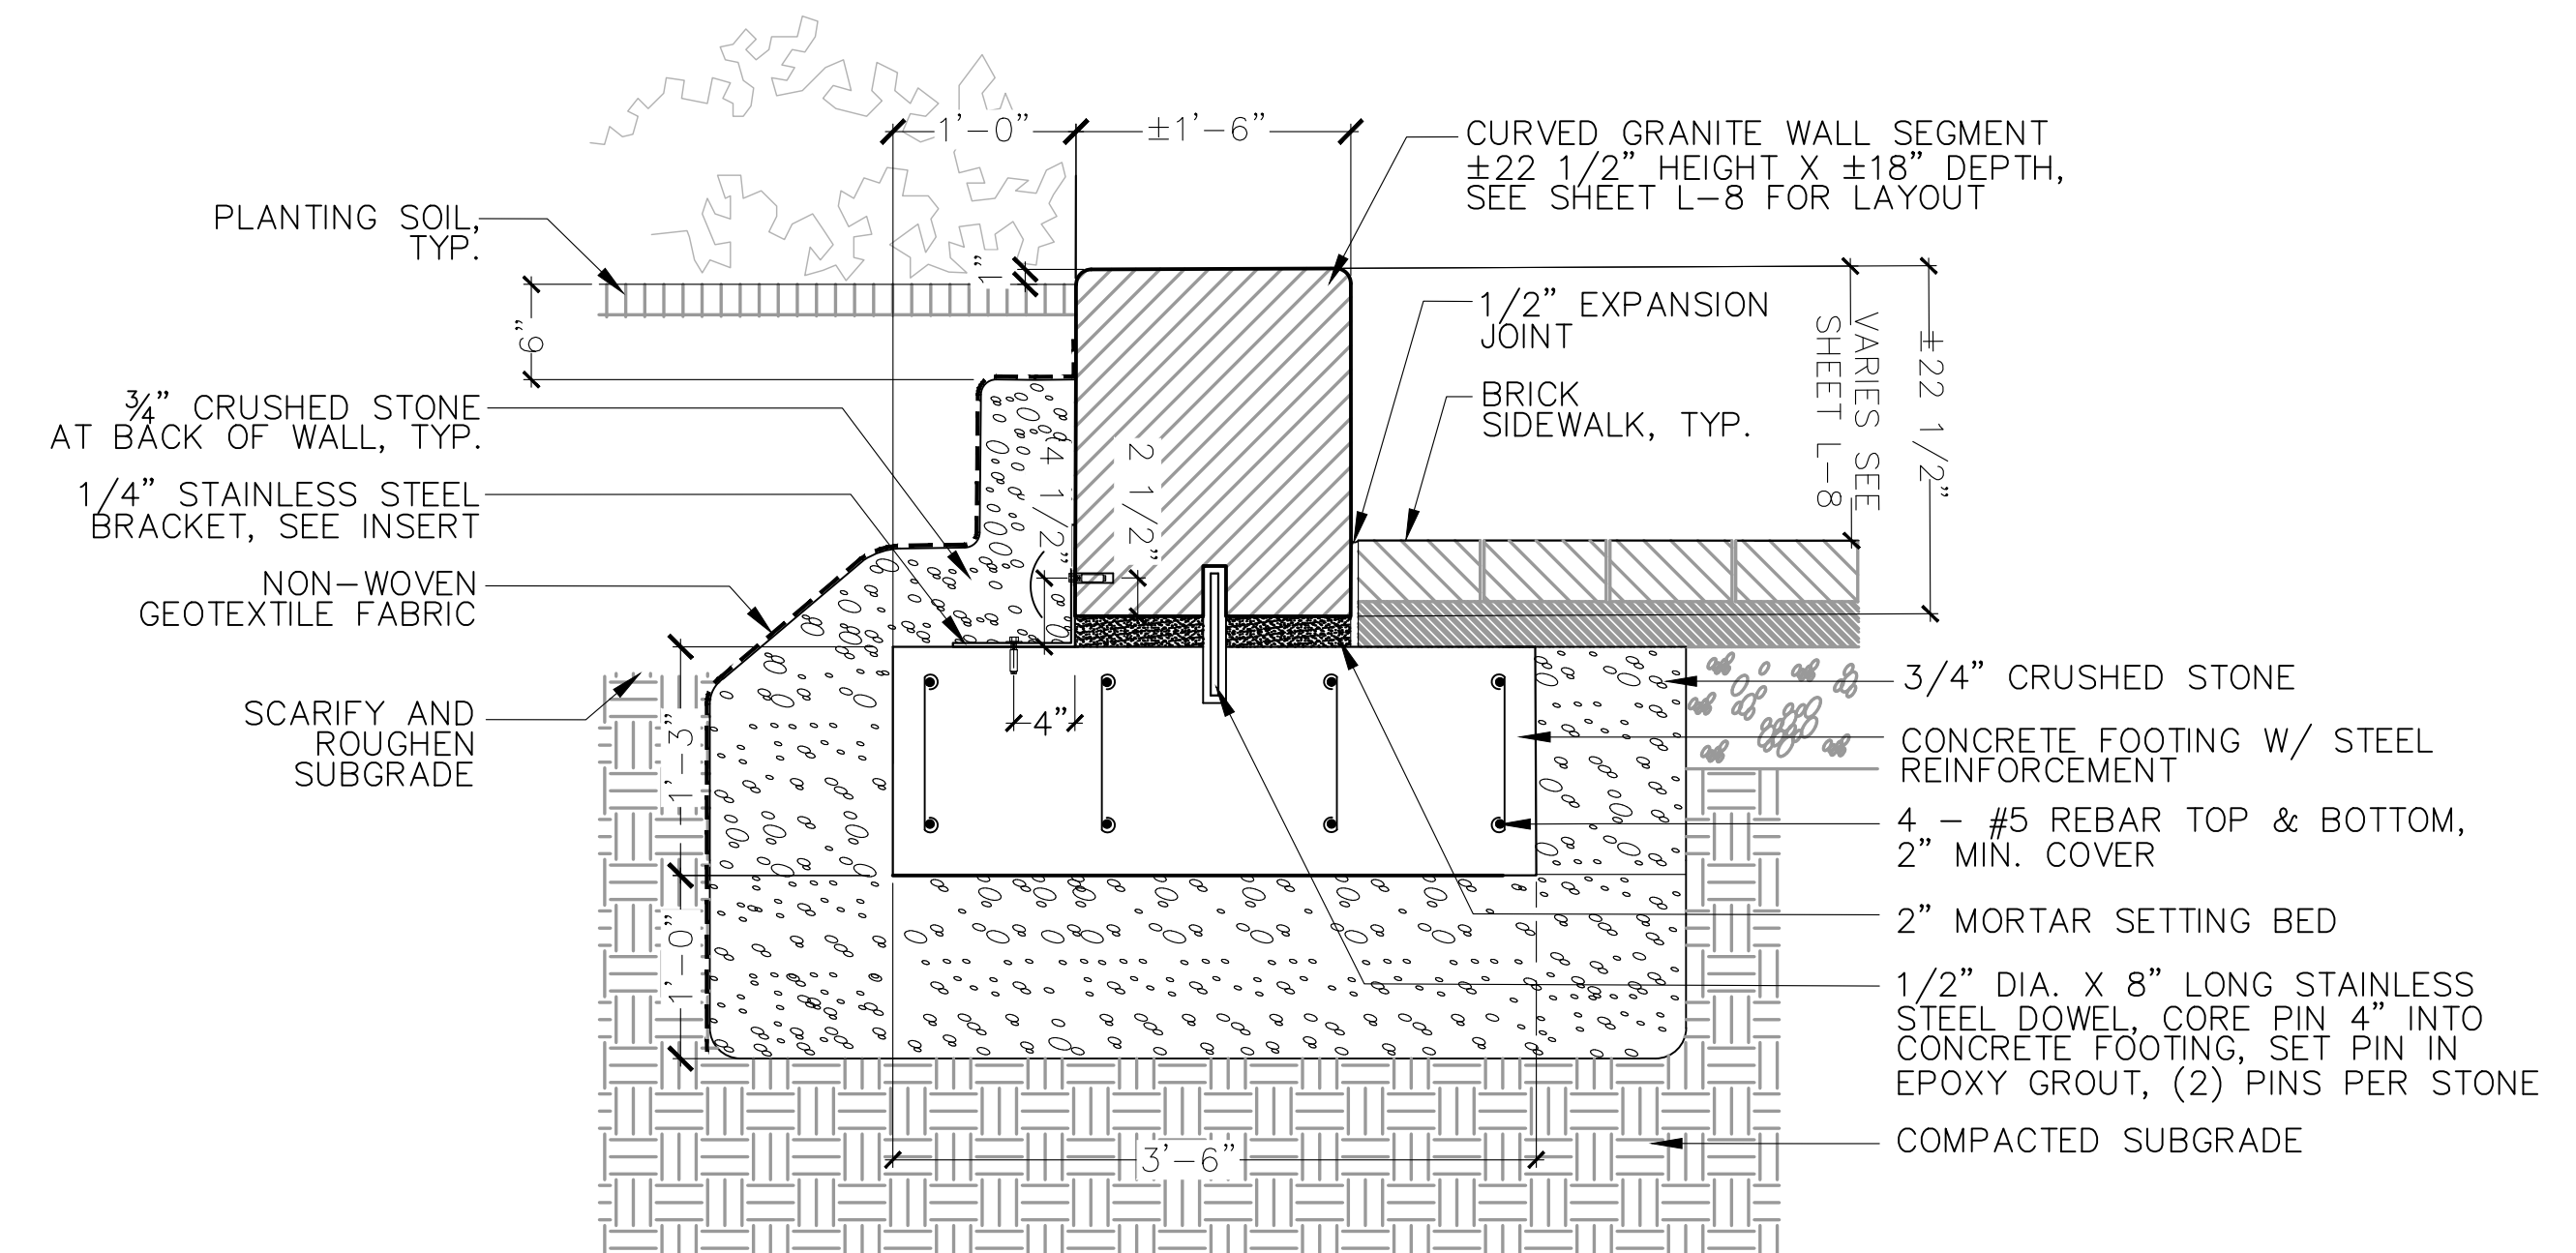 1'-0"
±1'-6"
CURVED GRANITE WALL SEGMENT
±22 1/2" HEIGHT X ±18" DEPTH,
SEE SHEET L-8 FOR LAYOUT
PLANTING SOIL,
TYP.
1"
6"
1/2" EXPANSION
JOINT
BRICK
SIDEWALK, TYP.
VARIES SEE
SHEET L-8
±22 1/2"
¾" CRUSHED STONE
AT BACK OF WALL, TYP.
1/4" STAINLESS STEEL
BRACKET, SEE INSERT
4 1/2"
2 1/2"
NON-WOVEN
GEOTEXTILE FABRIC
SCARIFY AND
ROUGHEN
SUBGRADE
1'-3"
4"
1'-0"
3/4" CRUSHED STONE
CONCRETE FOOTING W/ STEEL
REINFORCEMENT
4 - #5 REBAR TOP & BOTTOM,
2" MIN. COVER
2" MORTAR SETTING BED
1/2" DIA. X 8" LONG STAINLESS
STEEL DOWEL, CORE PIN 4" INTO
CONCRETE FOOTING, SET PIN IN
EPOXY GROUT, (2) PINS PER STONE
COMPACTED SUBGRADE
3'-6"